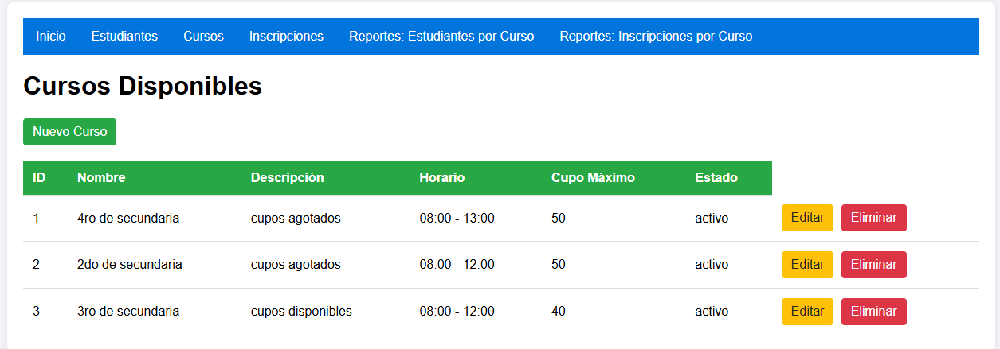 Inicio Estudiantes Cursos Inscripciones Reportes: Estudiantes por Curso Reportes: Inscripciones por Curso
Cursos Disponibles
Nuevo Curso
ID Nombre Descripción Horario Cupo Máximo Estado
1 4ro de secundaria cupos agotados 08:00 - 13:00 50 activo Editar Eliminar
2 2do de secundaria cupos agotados 08:00 - 12:00 50 activo Editar Eliminar
3 3ro de secundaria cupos disponibles 08:00 - 12:00 40 activo Editar Eliminar